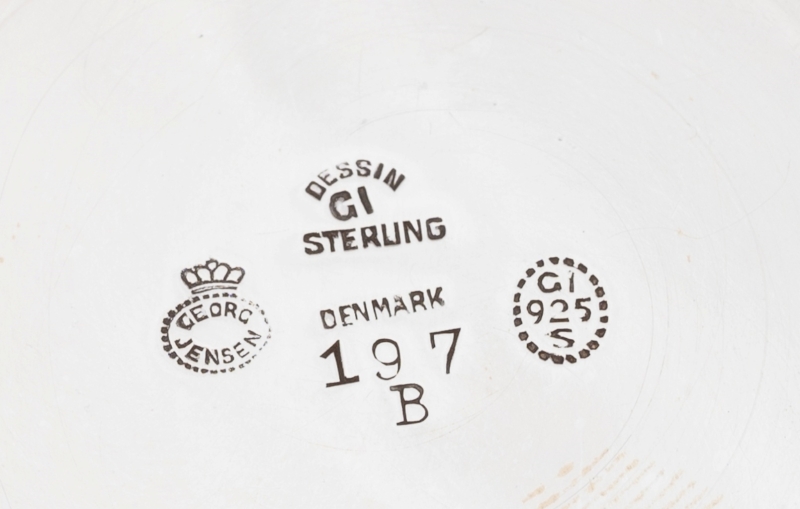 DESSIN
GI
STERLING
GEORG
JENSEN
DENMARK
197
B
GI
925
S